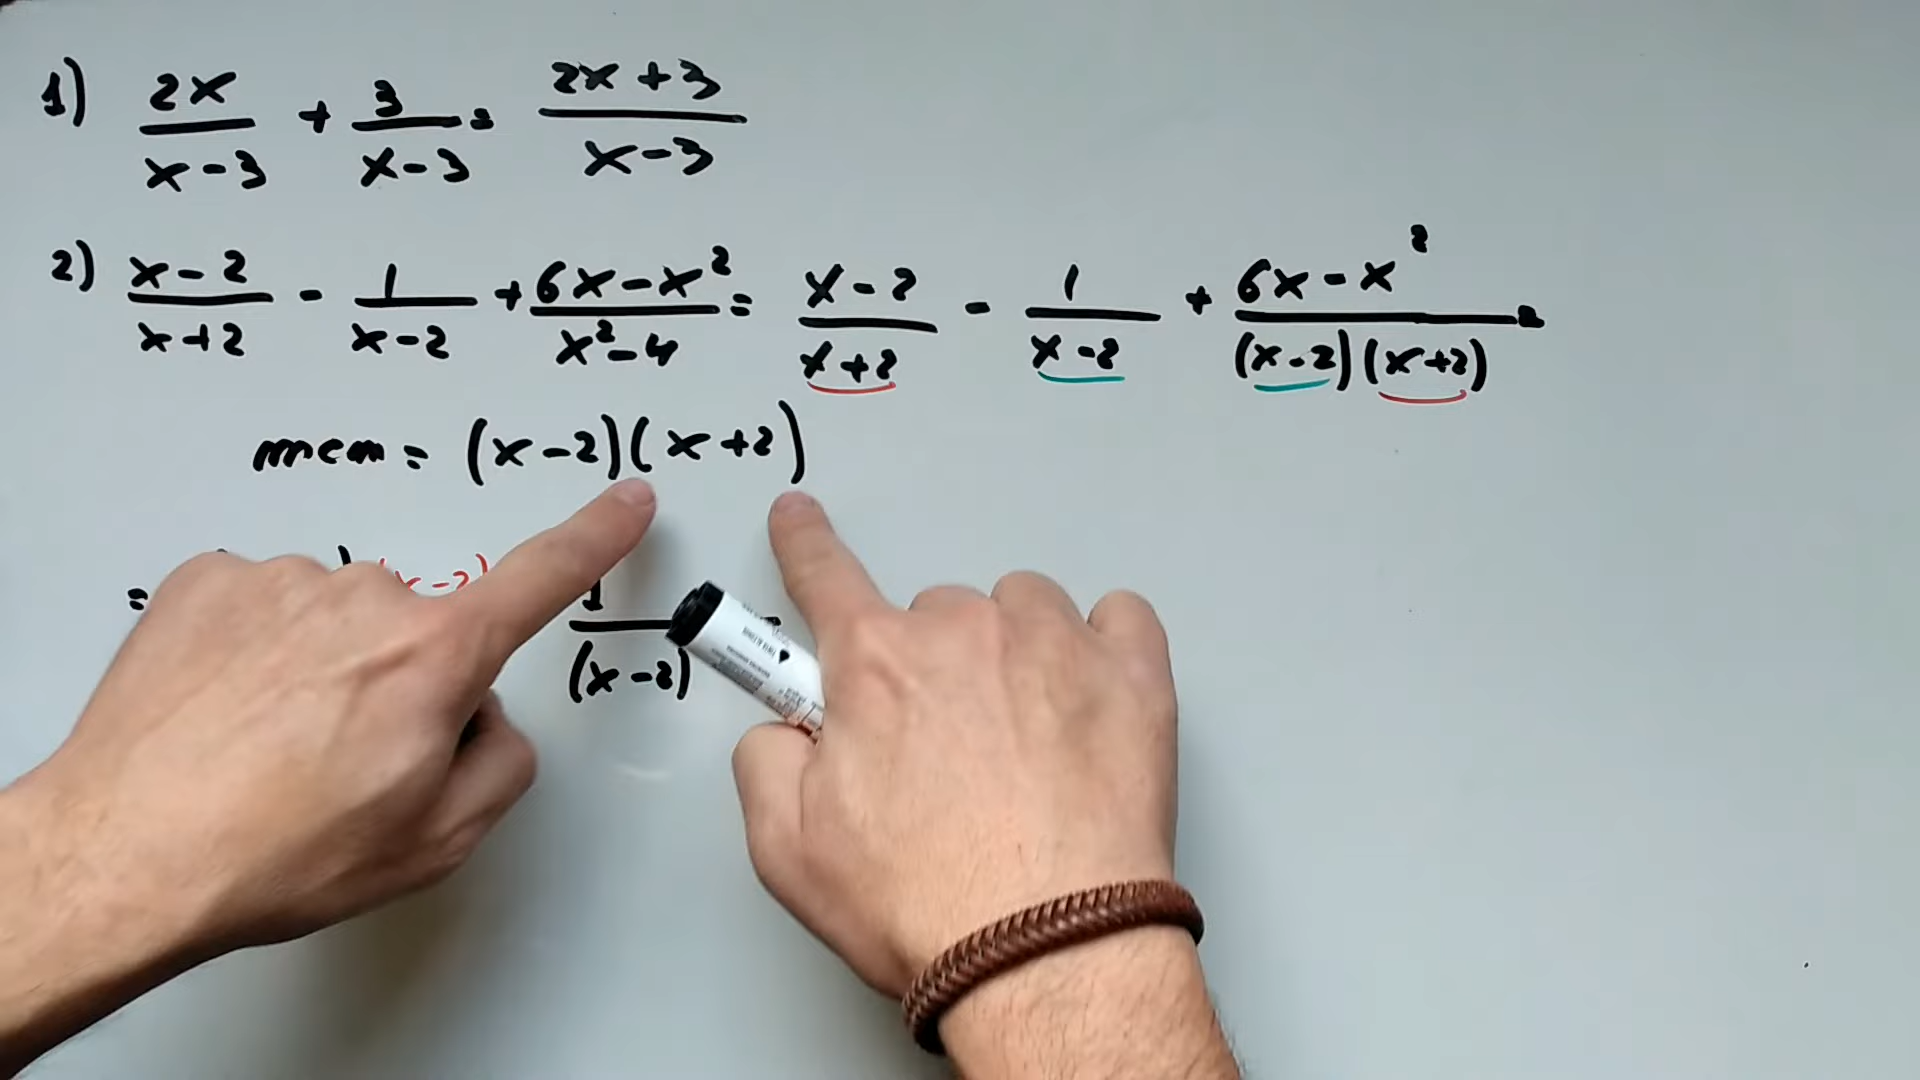 1) 2x/(x-3) + 3/(x-3) = (2x+3)/(x-3)
2) (x-2)/(x+2) - 1/(x-2) + (6x-x²)/(x²-4) = (x-2)/(x+2) - 1/(x-2) + (6x-x²)/((x-2)(x+2)) =
mcm = (x-2)(x+2)
= (x-2) 1/(x-2)